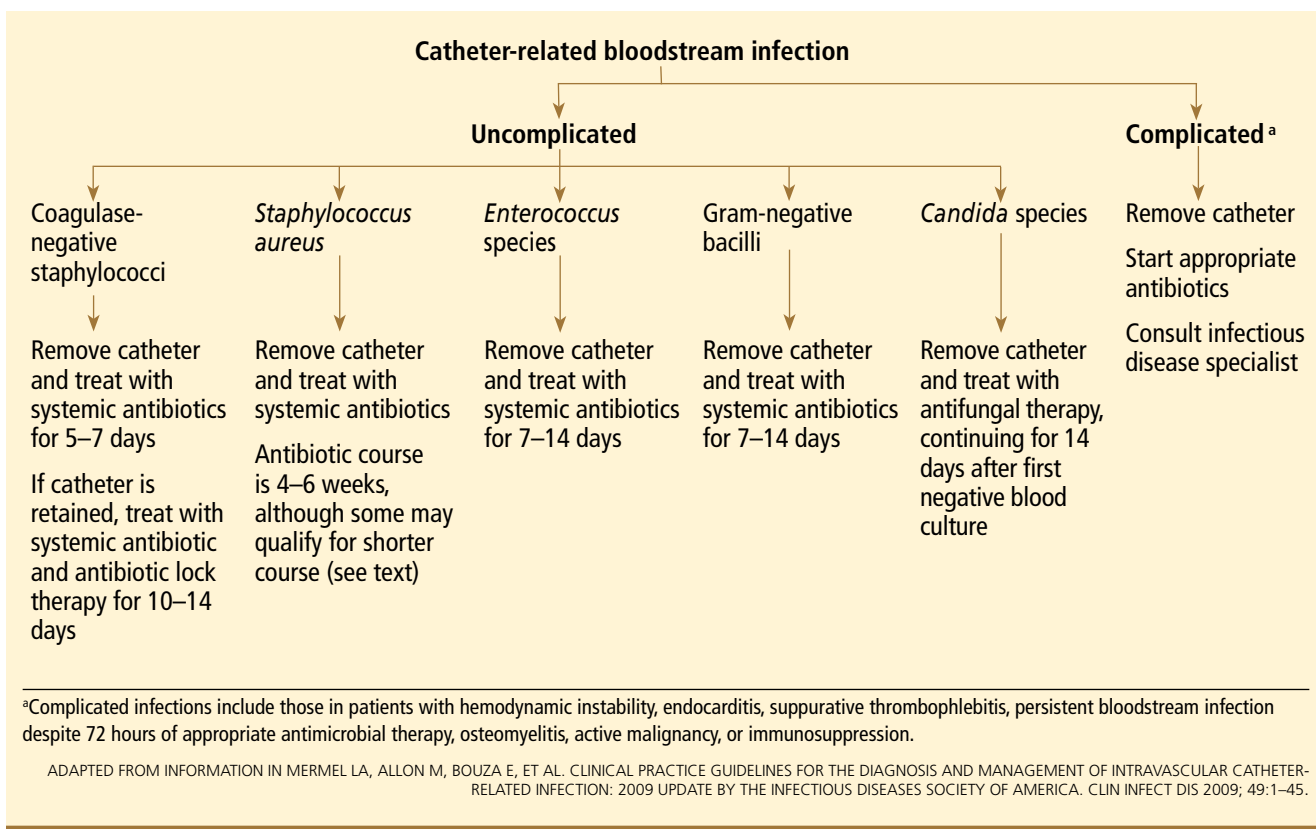 Catheter-related bloodstream infection
Uncomplicated
Complicated a
Coagulase-
negative
staphylococci
Remove catheter
and treat with
systemic antibiotics
for 5–7 days
If catheter is
retained, treat with
systemic antibiotic
and antibiotic lock
therapy for 10–14
days
Staphylococcus
aureus
Remove catheter
and treat with
systemic antibiotics
Antibiotic course
is 4–6 weeks,
although some may
qualify for shorter
course (see text)
Enterococcus
species
Remove catheter
and treat with
systemic antibiotics
for 7–14 days
Gram-negative
bacilli
Remove catheter
and treat with
systemic antibiotics
for 7–14 days
Candida species
Remove catheter
and treat with
antifungal therapy,
continuing for 14
days after first
negative blood
culture
Remove catheter
Start appropriate
antibiotics
Consult infectious
disease specialist
aComplicated infections include those in patients with hemodynamic instability, endocarditis, suppurative thrombophlebitis, persistent bloodstream infection
despite 72 hours of appropriate antimicrobial therapy, osteomyelitis, active malignancy, or immunosuppression.
ADAPTED FROM INFORMATION IN MERMEL LA, ALLON M, BOUZA E, ET AL. CLINICAL PRACTICE GUIDELINES FOR THE DIAGNOSIS AND MANAGEMENT OF INTRAVASCULAR CATHETER-
RELATED INFECTION: 2009 UPDATE BY THE INFECTIOUS DISEASES SOCIETY OF AMERICA. CLIN INFECT DIS 2009; 49:1–45.